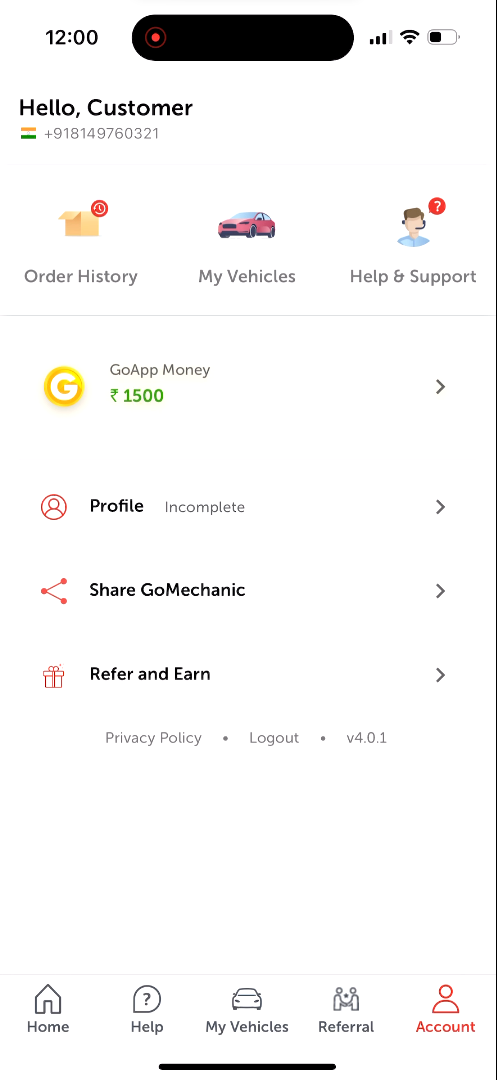 12:00
Hello, Customer
+918149760321
?
Order History
My Vehicles
Help & Support
GoApp Money
G
₹ 1500
Profile Incomplete
Share GoMechanic
Refer and Earn
Privacy Policy • Logout • v4.0.1
?
Home
Help
My Vehicles
Referral
Account